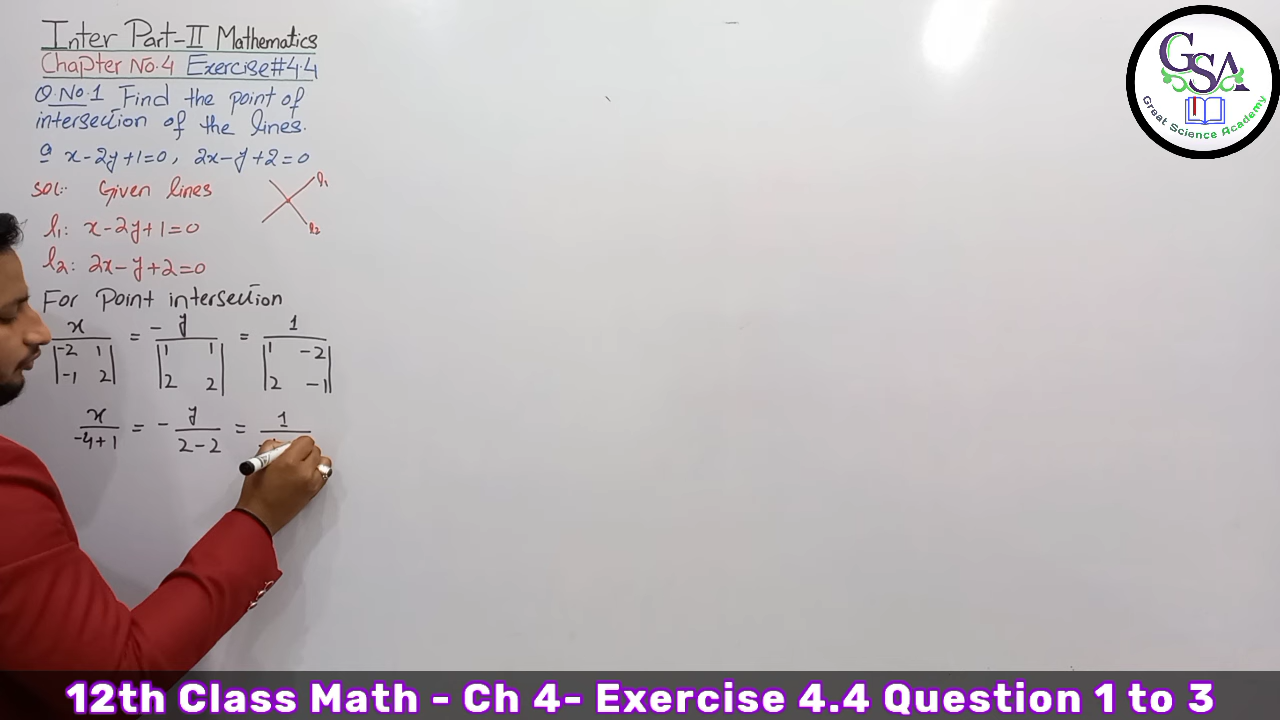 Inter Part-II Mathematics
Chapter No.4 Exercise#4.4
Q.No.1 Find the point of
intersection of the lines.
a x-2y+1=0, 2x-y+2=0
Sol:- Given lines
l₁
l₁: x-2y+1=0
l₂
l₂: 2x-y+2=0
For Point intersection
x = - y = 1
|-2 1| |1 1| |1 -2|
|-1 2| |2 2| |2 -1|
x = - y = 1
-4+1 2-2
GSA
Great Science Academy
12th Class Math - Ch 4- Exercise 4.4 Question 1 to 3